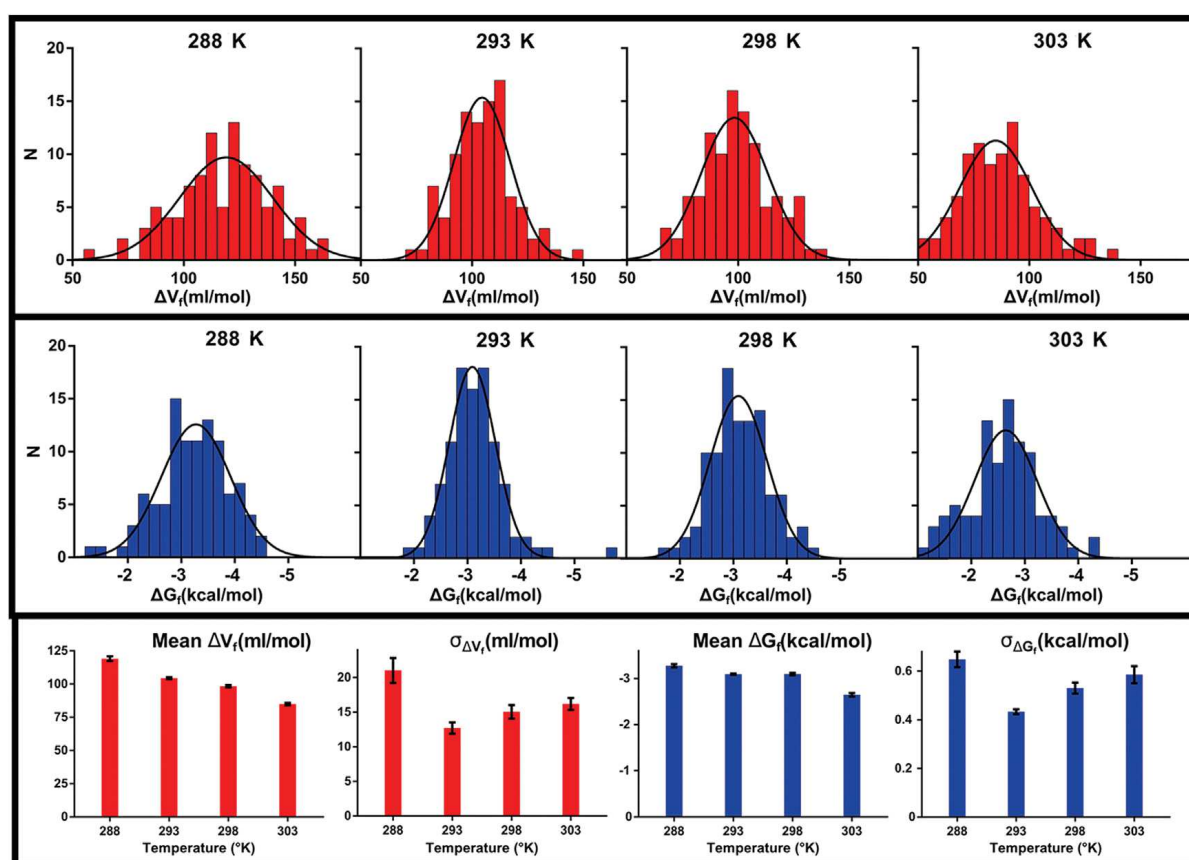 288 K 293 K 298 K 303 K
20
15
10
5
0
N
50 100 150 50 100 150 50 100 150 50 100 150
ΔVf(ml/mol) ΔVf(ml/mol) ΔVf(ml/mol) ΔVf(ml/mol)
288 K 293 K 298 K 303 K
20
15
10
5
0
N
-2 -3 -4 -5 -2 -3 -4 -5 -2 -3 -4 -5 -2 -3 -4 -5
ΔGf(kcal/mol) ΔGf(kcal/mol) ΔGf(kcal/mol) ΔGf(kcal/mol)
Mean ΔVf(ml/mol)
125
100
75
50
25
0
288 293 298 303
Temperature (°K)
σΔVf(ml/mol)
20
15
10
5
0
288 293 298 303
Temperature (°K)
Mean ΔGf(kcal/mol)
-3
-2
-1
0
288 293 298 303
Temperature (°K)
σΔGf(kcal/mol)
0.6
0.4
0.2
0
288 293 298 303
Temperature (°K)